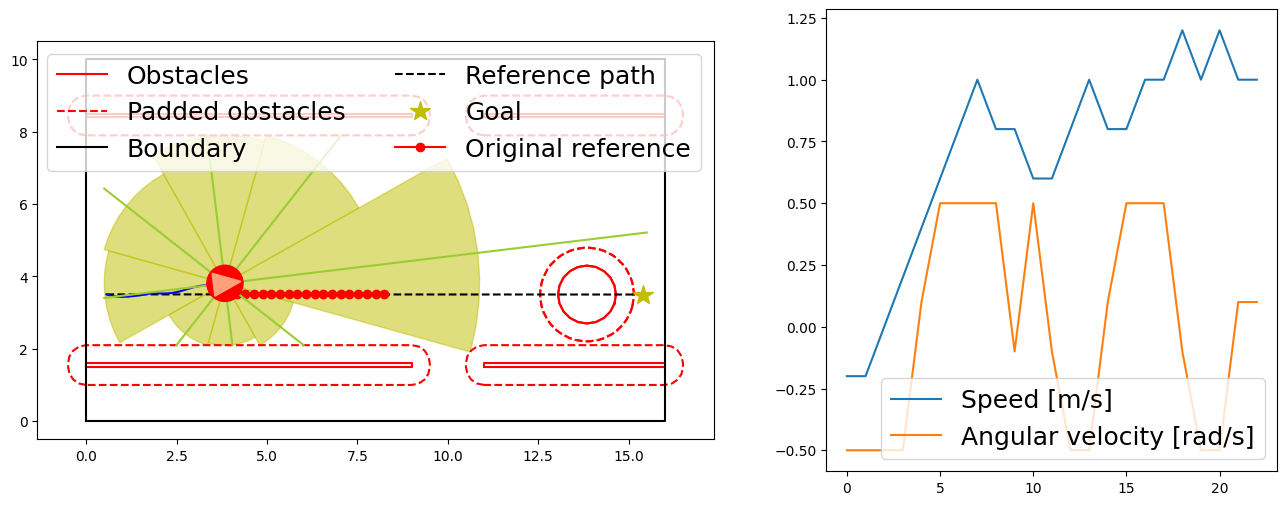 Obstacles
Padded obstacles
Boundary
Reference path
Goal
Original reference
10
8
6
4
2
0
0.0 2.5 5.0 7.5 10.0 12.5 15.0
1.25
1.00
0.75
0.50
0.25
0.00
−0.25
−0.50
Speed [m/s]
Angular velocity [rad/s]
0 5 10 15 20